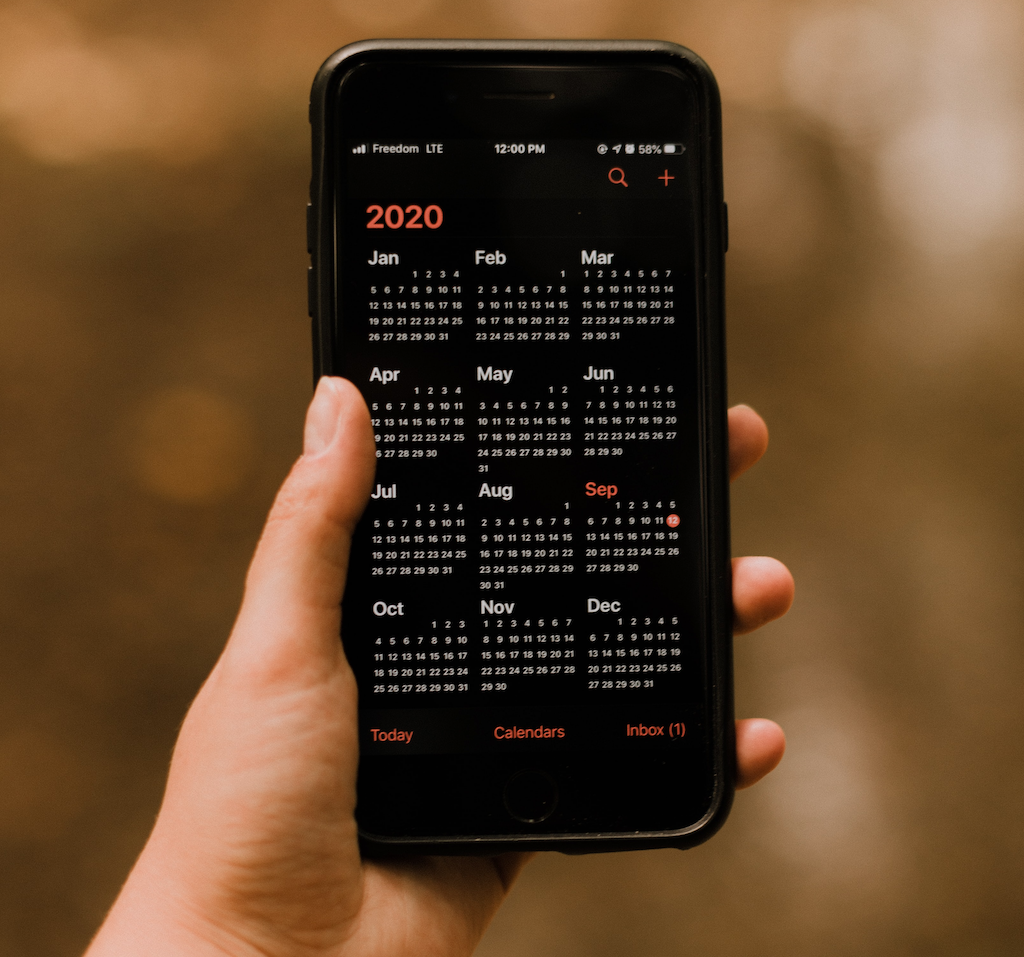 Freedom LTE 12:00 PM 58%
2020
Jan Feb Mar
1 2 3 4 1 1 2 3 4 5 6 7
5 6 7 8 9 10 11 2 3 4 5 6 7 8 8 9 10 11 12 13 14
12 13 14 15 16 17 18 9 10 11 12 13 14 15 15 16 17 18 19 20 21
19 20 21 22 23 24 25 16 17 18 19 20 21 22 22 23 24 25 26 27 28
26 27 28 29 30 31 23 24 25 26 27 28 29 29 30 31
Apr May Jun
1 2 3 4 1 2 1 2 3 4 5 6
5 6 7 8 9 10 11 3 4 5 6 7 8 9 7 8 9 10 11 12 13
12 13 14 15 16 17 18 10 11 12 13 14 15 16 14 15 16 17 18 19 20
9 20 21 22 23 24 25 17 18 19 20 21 22 23 21 22 23 24 25 26 27
6 27 28 29 30 24 25 26 27 28 29 30 28 29 30
31
Jul Aug Sep
1 2 3 4 1 1 2 3 4 5
5 6 7 8 9 10 11 2 3 4 5 6 7 8 6 7 8 9 10 11 12
12 13 14 15 16 17 18 9 10 11 12 13 14 15 13 14 15 16 17 18 19
19 20 21 22 23 24 25 16 17 18 19 20 21 22 20 21 22 23 24 25 26
26 27 28 29 30 31 23 24 25 26 27 28 29 27 28 29 30
30 31
Oct Nov Dec
1 2 3 1 2 3 4 5 6 7 1 2 3 4 5
4 5 6 7 8 9 10 8 9 10 11 12 13 14 6 7 8 9 10 11 12
11 12 13 14 15 16 17 15 16 17 18 19 20 21 13 14 15 16 17 18 19
18 19 20 21 22 23 24 22 23 24 25 26 27 28 20 21 22 23 24 25 26
25 26 27 28 29 30 31 29 30 27 28 29 30 31
Today Calendars Inbox (1)